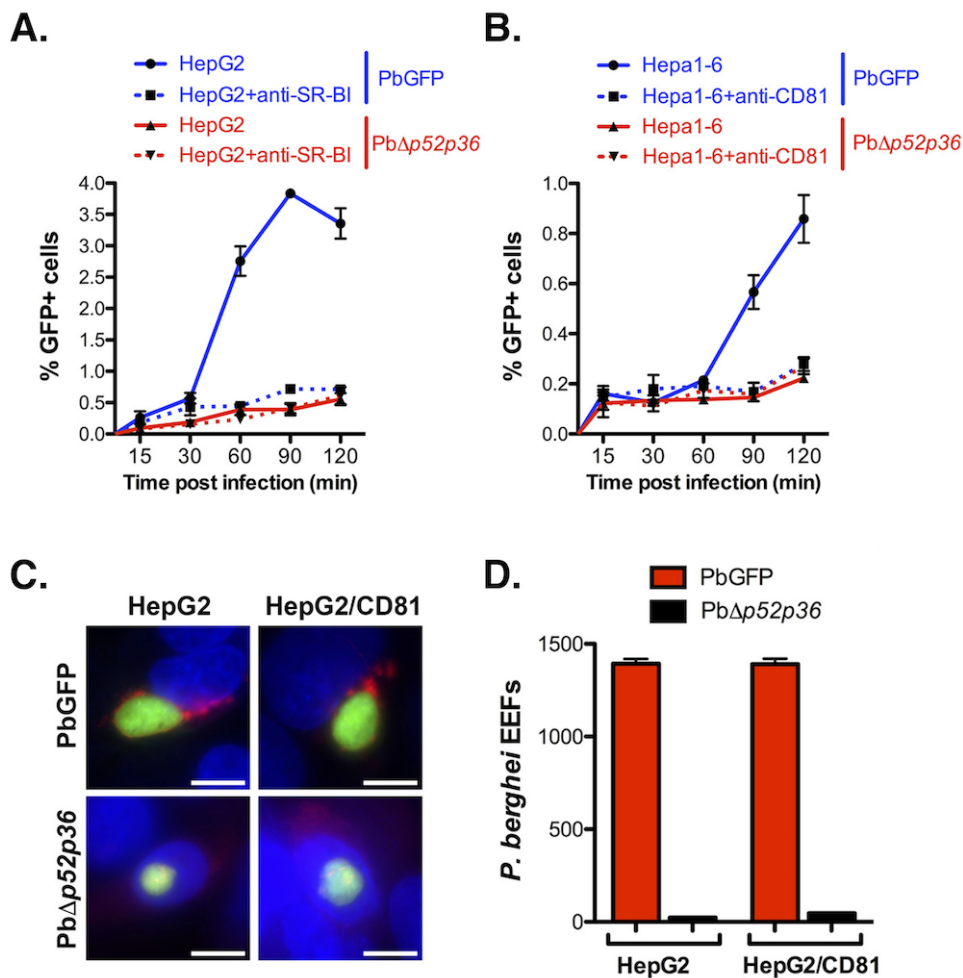 A.
HepG2
HepG2+anti-SR-BI
PbGFP
HepG2
HepG2+anti-SR-BI
PbΔp52p36
% GFP+ cells
4.0
3.5
3.0
2.5
2.0
1.5
1.0
0.5
0.0
15 30 60 90 120
Time post infection (min)
B.
Hepa1-6
Hepa1-6+anti-CD81
PbGFP
Hepa1-6
Hepa1-6+anti-CD81
PbΔp52p36
% GFP+ cells
1.0
0.8
0.6
0.4
0.2
0.0
15 30 60 90 120
Time post infection (min)
C.
HepG2 HepG2/CD81
PbGFP
PbΔp52p36
D.
PbGFP
PbΔp52p36
P. berghei EEFs
1500
1000
500
0
HepG2 HepG2/CD81